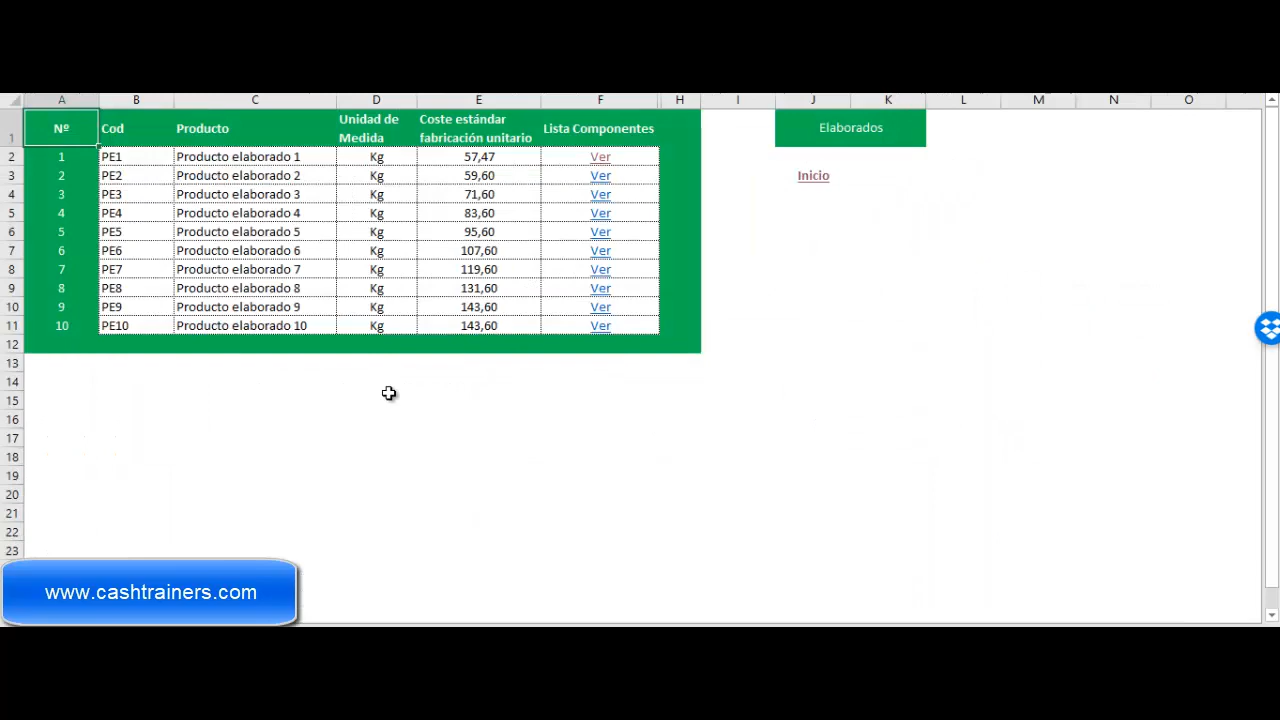 A B C D E F H I J K L M N O
1 Nº Cod Producto Unidad de Medida Coste estándar fabricación unitario Lista Componentes Elaborados
2 1 PE1 Producto elaborado 1 Kg 57,47 Ver
3 2 PE2 Producto elaborado 2 Kg 59,60 Ver Inicio
4 3 PE3 Producto elaborado 3 Kg 71,60 Ver
5 4 PE4 Producto elaborado 4 Kg 83,60 Ver
6 5 PE5 Producto elaborado 5 Kg 95,60 Ver
7 6 PE6 Producto elaborado 6 Kg 107,60 Ver
8 7 PE7 Producto elaborado 7 Kg 119,60 Ver
9 8 PE8 Producto elaborado 8 Kg 131,60 Ver
10 9 PE9 Producto elaborado 9 Kg 143,60 Ver
11 10 PE10 Producto elaborado 10 Kg 143,60 Ver
12
13
14
15
16
17
18
19
20
21
22
23
www.cashtrainers.com